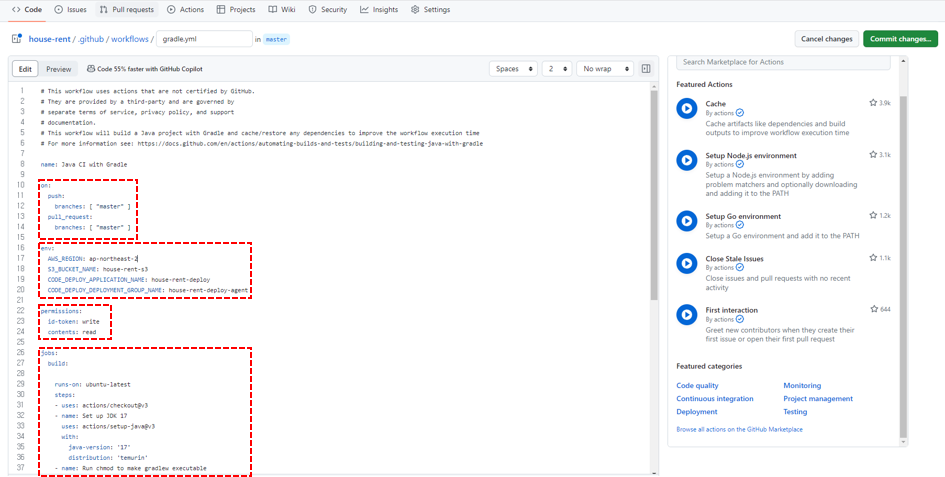 Code Issues Pull requests Actions Projects Wiki Security Insights Settings
house-rent / .github / workflows / gradle.yml in master
Cancel changes Commit changes...
Edit Preview Code 55% faster with GitHub Copilot
Spaces 2 No wrap
1 # This workflow uses actions that are not certified by GitHub.
2 # They are provided by a third-party and are governed by
3 # separate terms of service, privacy policy, and support
4 # documentation.
5 # This workflow will build a Java project with Gradle and cache/restore any dependencies to improve the workflow execution time
6 # For more information see: https://docs.github.com/en/actions/automating-builds-and-tests/building-and-testing-java-with-gradle
7
8 name: Java CI with Gradle
9
10 on:
11 push:
12 branches: [ "master" ]
13 pull_request:
14 branches: [ "master" ]
15
16 env:
17 AWS_REGION: ap-northeast-2
18 S3_BUCKET_NAME: house-rent-s3
19 CODE_DEPLOY_APPLICATION_NAME: house-rent-deploy
20 CODE_DEPLOY_DEPLOYMENT_GROUP_NAME: house-rent-deploy-agent
21
22 permissions:
23 id-token: write
24 contents: read
25
26 jobs:
27 build:
28
29 runs-on: ubuntu-latest
30 steps:
31 - uses: actions/checkout@v3
32 - name: Set up JDK 17
33 uses: actions/setup-java@v3
34 with:
35 java-version: '17'
36 distribution: 'temurin'
37 - name: Run chmod to make gradlew executable
Search Marketplace for Actions
Featured Actions
Cache 3.9k
By actions
Cache artifacts like dependencies and build
outputs to improve workflow execution time
Setup Node.js environment 3.1k
By actions
Setup a Node.js environment by adding
problem matchers and optionally downloading
and adding it to the PATH
Setup Go environment 1.2k
By actions
Setup a Go environment and add it to the PATH
Close Stale Issues 1.1k
By actions
Close issues and pull requests with no recent
activity
First interaction 644
By actions
Greet new contributors when they create their
first issue or open their first pull request
Featured categories
Code quality Monitoring
Continuous integration Project management
Deployment Testing
Browse all actions on the GitHub Marketplace